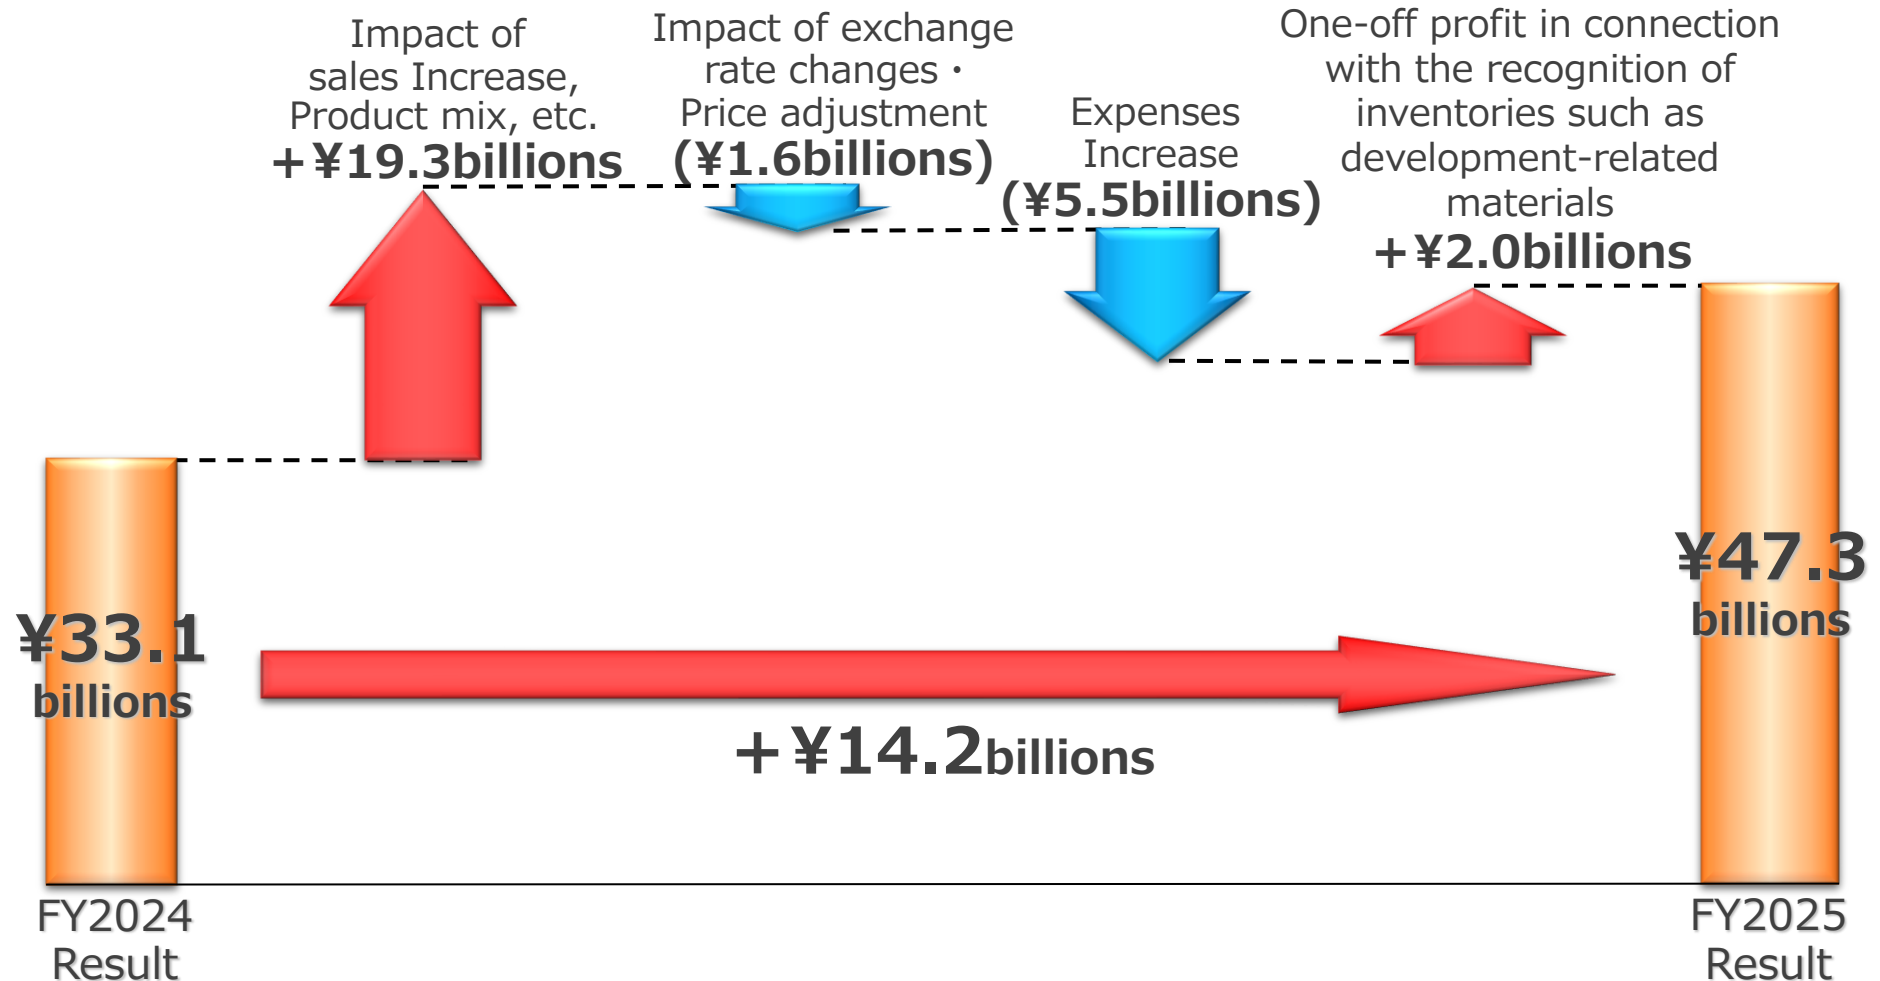 Impact of
sales Increase,
Product mix, etc.
+¥19.3billions
Impact of exchange
rate changes・
Price adjustment
(¥1.6billions)
Expenses
Increase
(¥5.5billions)
One-off profit in connection
with the recognition of
inventories such as
development-related
materials
+¥2.0billions
¥33.1
billions
¥47.3
billions
+¥14.2billions
FY2024
Result
FY2025
Result